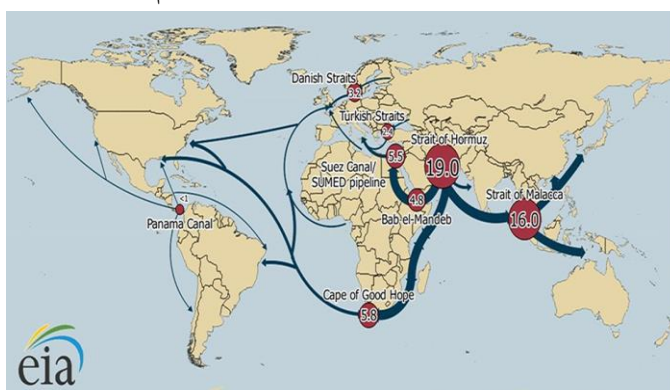 Danish Straits
3.2
Turkish Straits
2.4
Strait of Hormuz
5.5
19.0
Suez Canal/
SUMED pipeline
Strait of Malacca
4.8
16.0
Bab el-Mandeb
<1
Panama Canal
Cape of Good Hope
5.8
eia